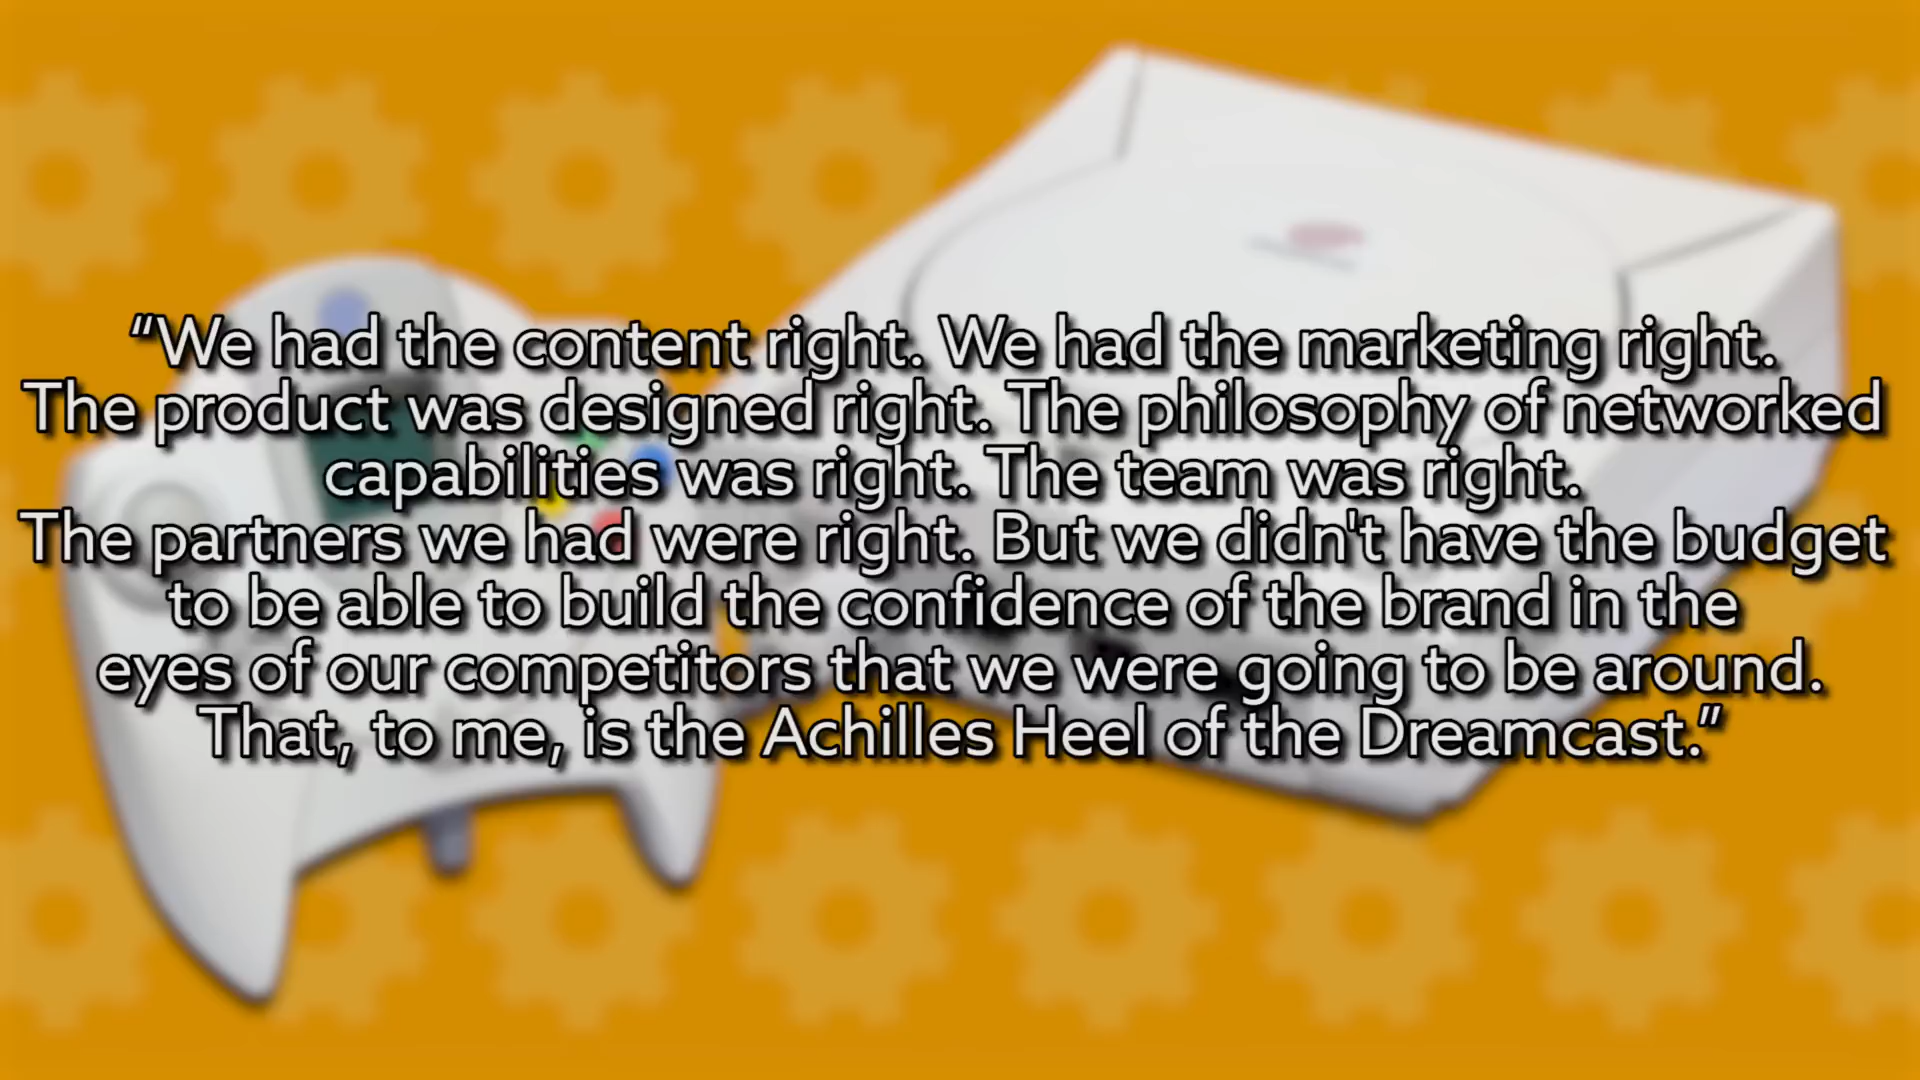 “We had the content right. We had the marketing right.
The product was designed right. The philosophy of networked
capabilities was right. The team was right.
The partners we had were right. But we didn't have the budget
to be able to build the confidence of the brand in the
eyes of our competitors that we were going to be around.
That, to me, is the Achilles Heel of the Dreamcast.”